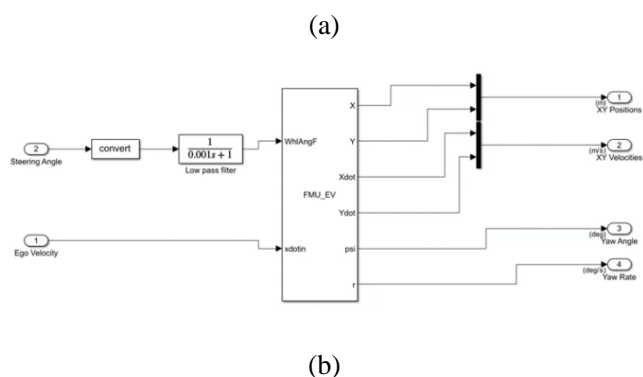 (a)
X
1
(m)
XY Positions
2
Steering Angle
convert
1
0.001s + 1
Low pass filter
WhlAngF
Y
2
(m/s)
XY Velocities
Xdot
FMU_EV
Ydot
1
Ego Velocity
xdotin
psi
3
(deg)
Yaw Angle
r
4
(deg/s)
Yaw Rate
(b)